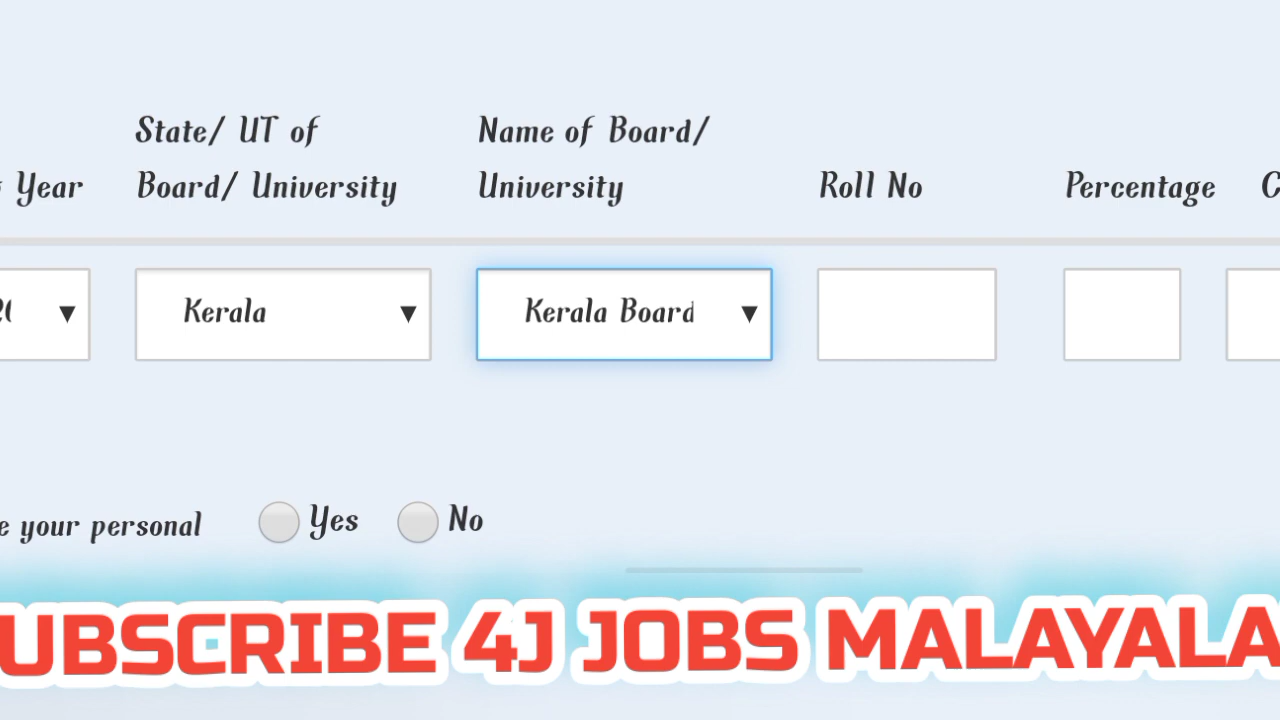 State/ UT of
Name of Board/
Year
Board/ University
University
Roll No
Percentage
C
Kerala
Kerala Board
your personal
Yes
No
UBSCRIBE 4J JOBS MALAYALA